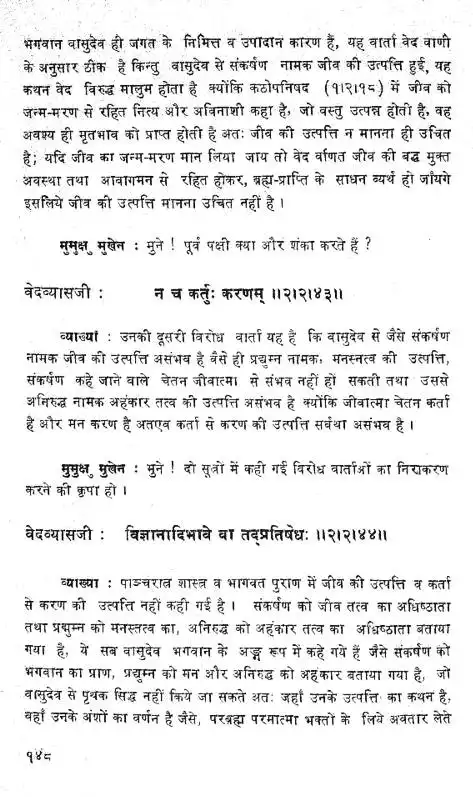 भगवान वासुदेव ही जगत के निमित्त व उपादान कारण हैं, यह वार्ता वेद वाणी
के अनुसार ठीक है किन्तु वासुदेव से संकर्षण नामक जीव की उत्पत्ति हुई, यह
कथन वेद विरुद्ध मालुम होता है क्योंकि कठोपनिषद (१।२।१८) में जीव को
जन्म-मरण से रहित नित्य और अविनाशी कहा है, जो वस्तु उत्पन्न होती है, वह
अवश्य ही मृतभाव को प्राप्त होती है अतः जीव की उत्पत्ति न मानना ही उचित
है; यदि जीव का जन्म-मरण मान लिया जाय तो वेद वर्णित जीव की बद्ध मुक्त
अवस्था तथा आवागमन से रहित होकर, ब्रह्म-प्राप्ति के साधन व्यर्थ हो जाँयगे
इसलिये जीव की उत्पत्ति मानना उचित नहीं है।
मुमुक्षु मुखेन : मुने ! पूर्व पक्षी क्या और शंका करते हैं ?
वेदव्यासजी : न च कर्तुः करणम् ॥२।२।४३॥
व्याख्या : उनकी दूसरी विरोध वार्ता यह है कि वासुदेव से जैसे संकर्षण
नामक जीव की उत्पत्ति असंभव है वैसे ही प्रद्युम्न नामक, मनस्तत्व की उत्पत्ति,
संकर्षण कहे जाने वाले चेतन जीवात्मा से संभव नहीं हो सकती तथा उससे
अनिरुद्ध नामक अहंकार तत्व की उत्पत्ति असंभव है क्योंकि जीवात्मा चेतन कर्ता
है और मन करण है अतएव कर्ता से करण की उत्पत्ति सर्वथा असंभव है।
मुमुक्षु मुखेन : मुने ! दो सूत्रों में कही गई विरोध वार्ताओं का निराकरण
करने की कृपा हो।
वेदव्यासजी : विज्ञानादिभावे वा तदप्रतिषेधः ॥२।२।४४॥
व्याख्या : पाञ्चरात्र शास्त्र व भागवत पुराण में जीव की उत्पत्ति व कर्ता
से करण की उत्पत्ति नहीं कही गई है। संकर्षण को जीव तत्व का अधिष्ठाता
तथा प्रद्युम्न को मनस्तत्व का, अनिरुद्ध को अहंकार तत्व का अधिष्ठाता बताया
गया है, ये सब वासुदेव भगवान के अङ्ग रूप में कहे गये हैं जैसे संकर्षण को
भगवान का प्राण, प्रद्युम्न को मन और अनिरुद्ध को अहंकार बताया गया है, जो
वासुदेव से पृथक सिद्ध नहीं किये जा सकते अतः जहाँ उनके उत्पत्ति का कथन है,
वहाँ उनके अंशों का वर्णन है जैसे, परब्रह्म परमात्मा भक्तों के लिये अवतार लेते
१४८